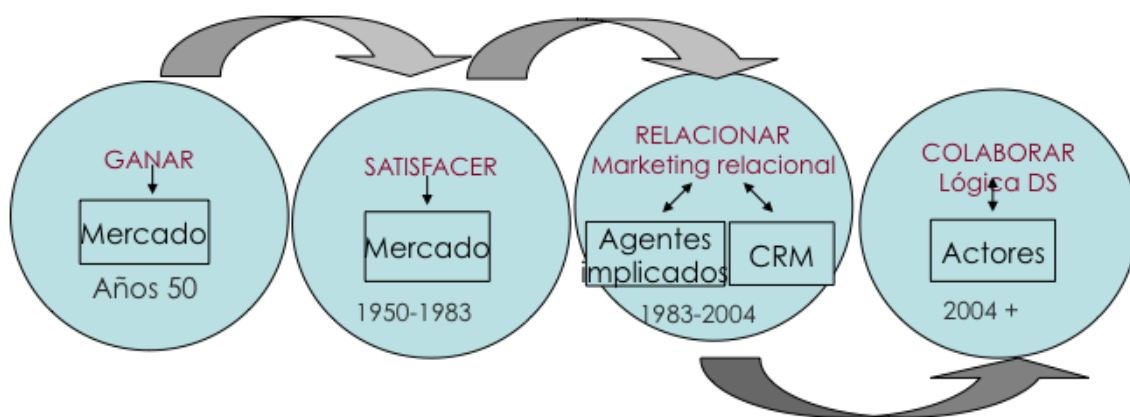 GANAR
Mercado
Años 50
SATISFACER
Mercado
1950-1983
RELACIONAR
Marketing relacional
Agentes
implicados
CRM
1983-2004
COLABORAR
Lógica DS
Actores
2004 +